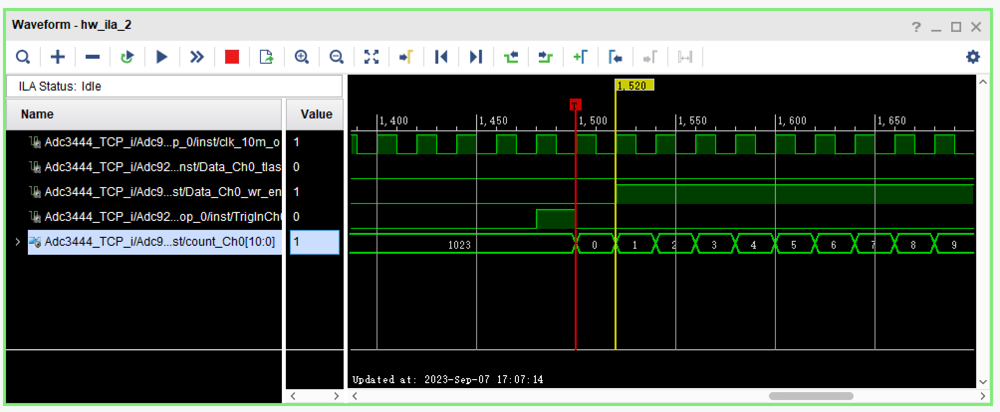 Waveform - hw_ila_2
?
ILA Status: Idle
Name
Value
1,520
T
1,400 1,450 1,500 1,550 1,600 1,650
Adc3444_TCP_i/Adc9...p_0/inst/clk_10m_o 1
Adc3444_TCP_i/Adc92...nst/Data_Ch0_tlas 0
Adc3444_TCP_i/Adc9...st/Data_Ch0_wr_en 1
Adc3444_TCP_i/Adc92...op_0/inst/TrigInCh 0
Adc3444_TCP_i/Adc9...st/count_Ch0[10:0] 1
1023 0 1 2 3 4 5 6 7 8 9
Updated at: 2023-Sep-07 17:07:14